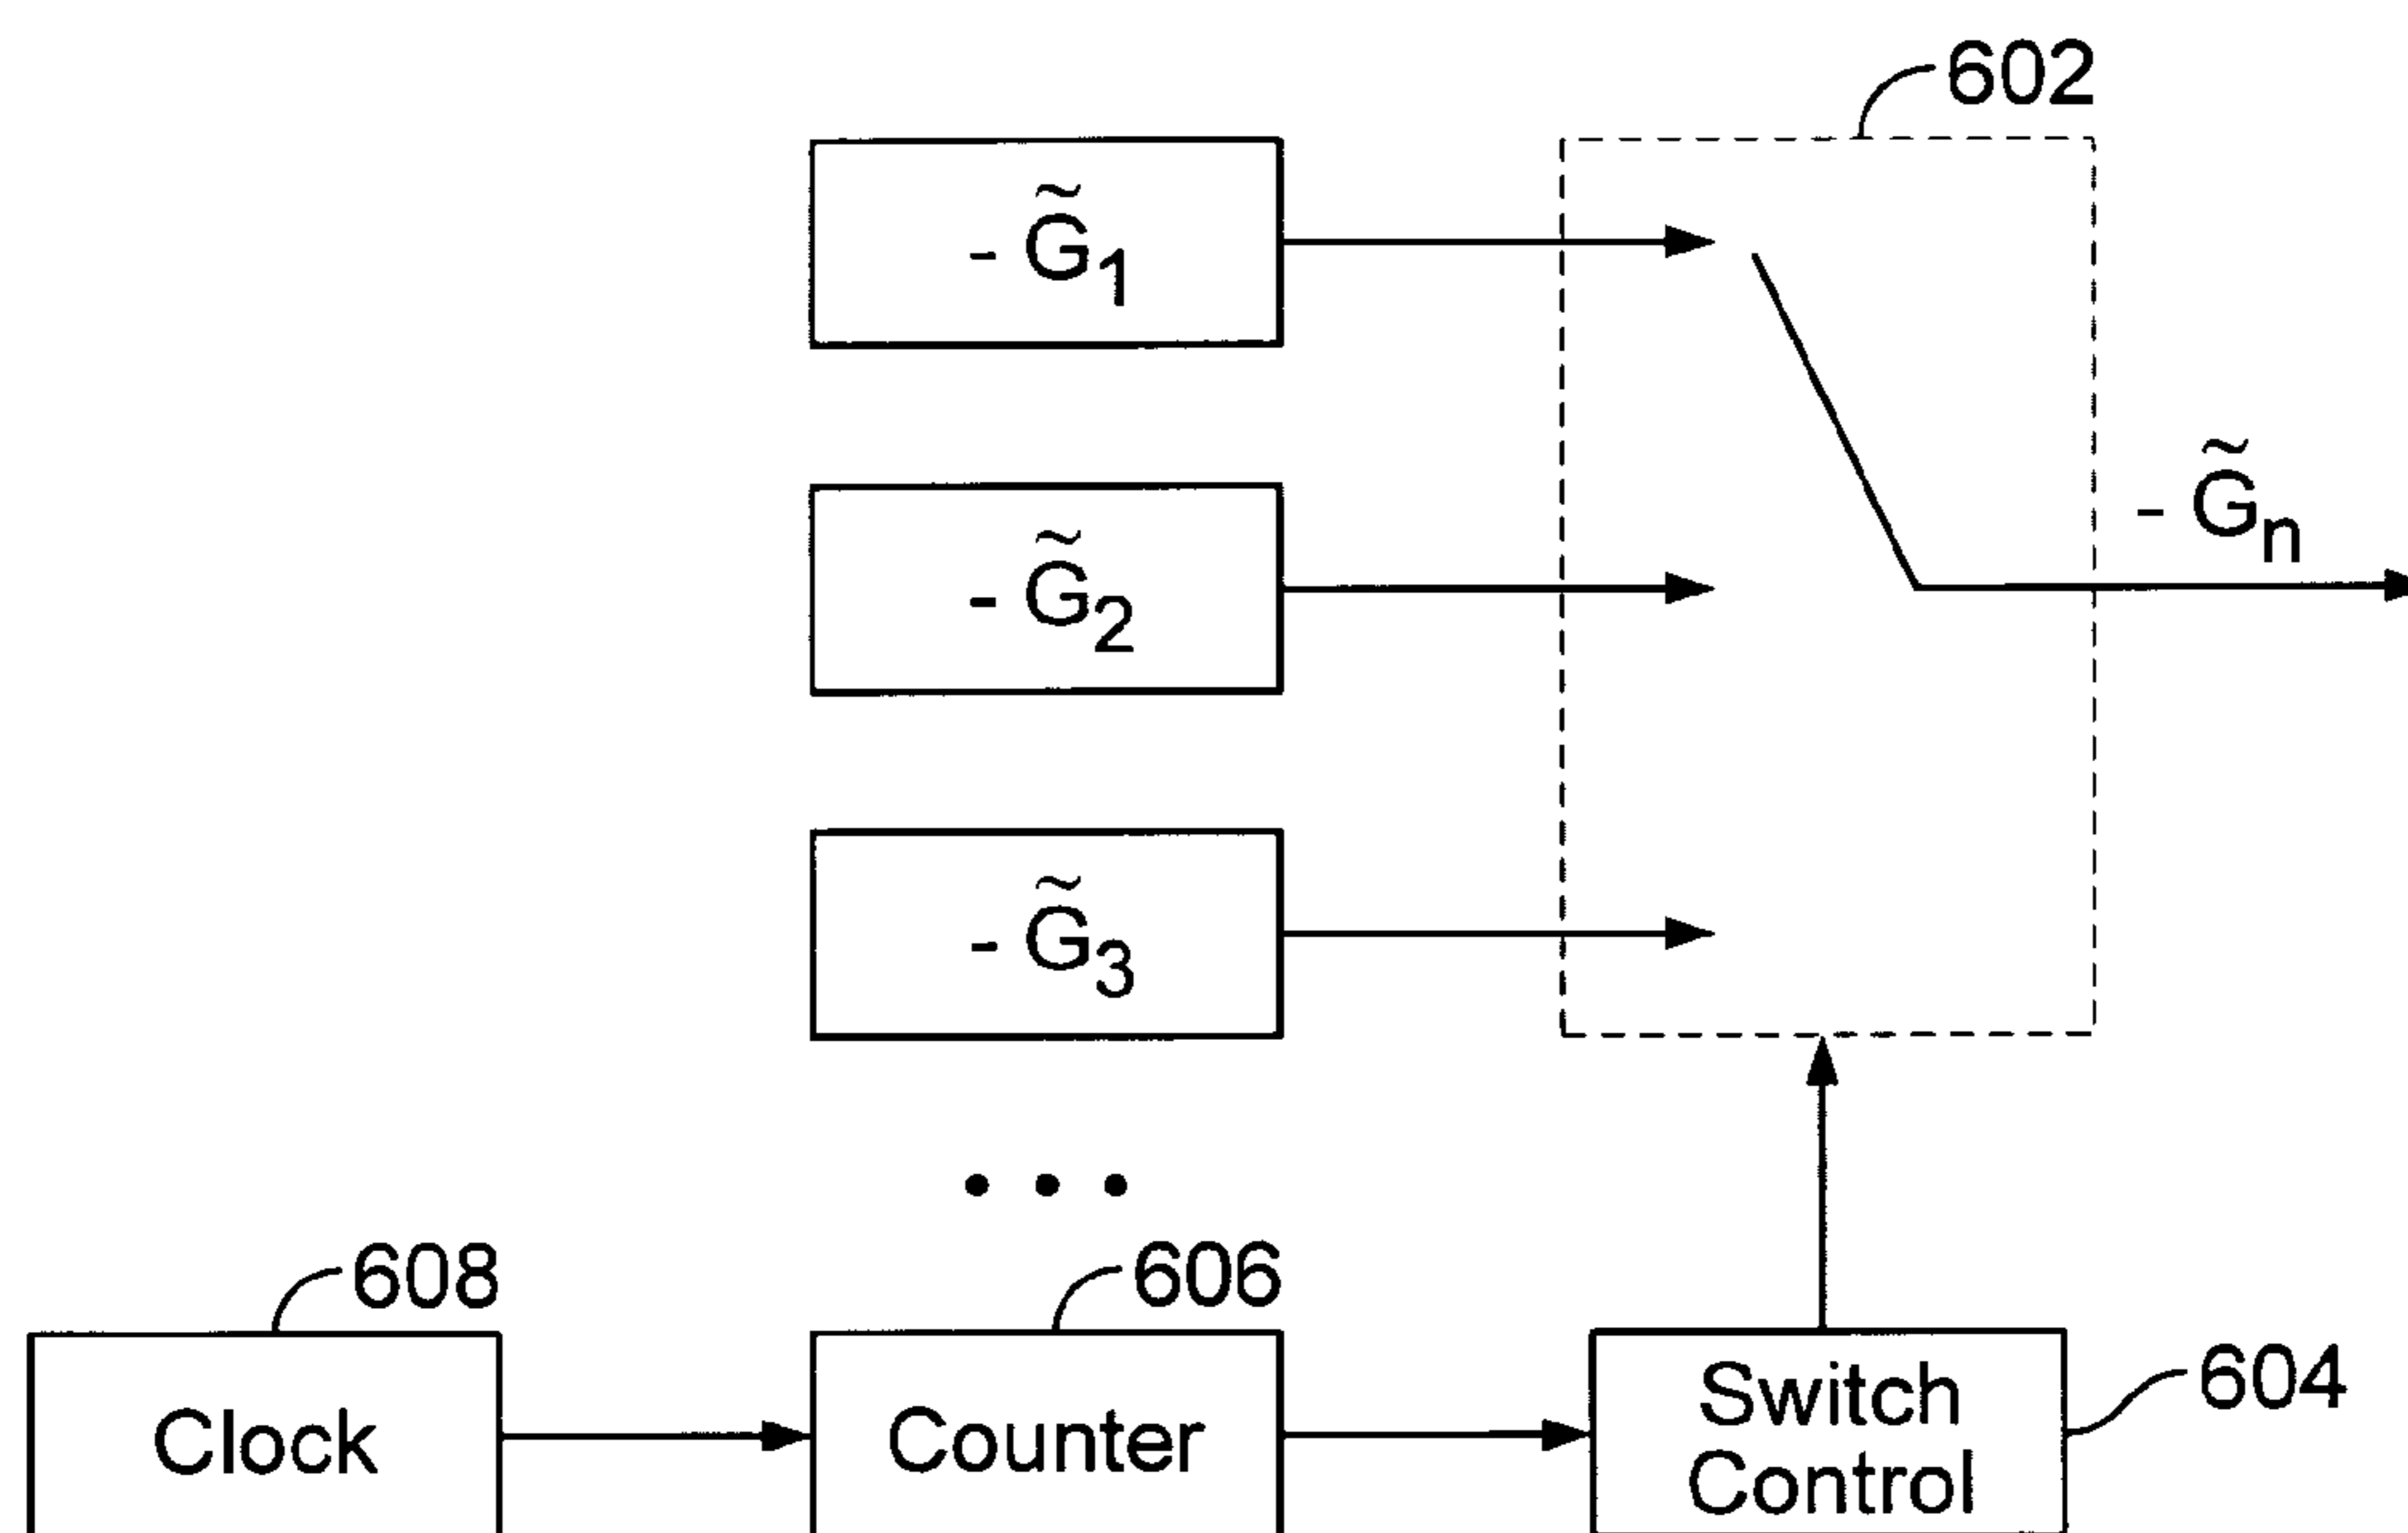 602
- G̃1
- G̃2
- G̃n
- G̃3
608
606
604
Clock
Counter
Switch
Control